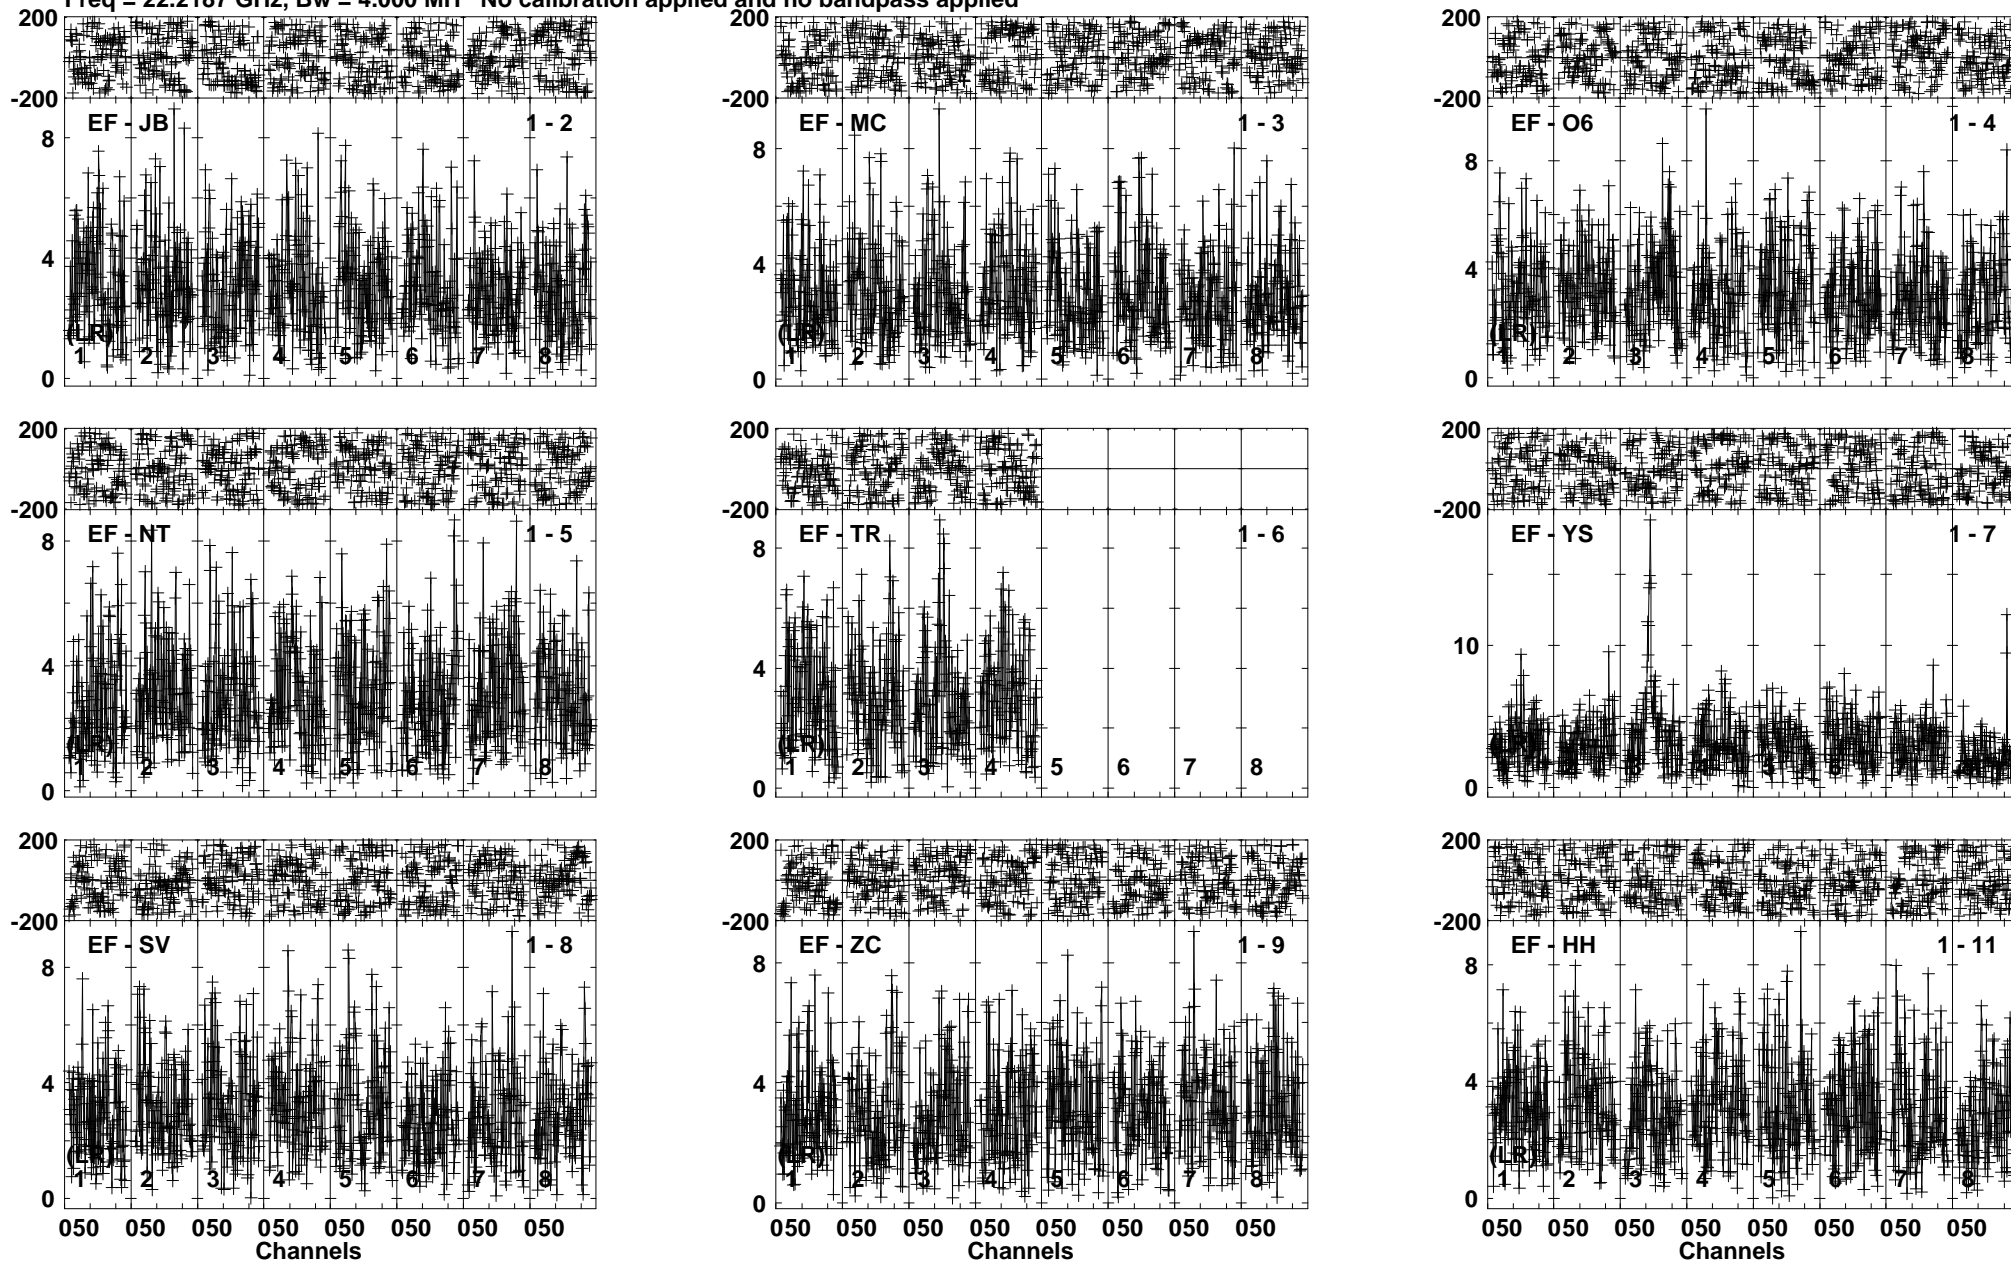 Freq = 22.2187 GHz, Bw = 4.000 MH No calibration applied and no bandpass applied
200 200 200
-200 -200 -200
EF - JB 1 - 2 EF - MC 1 - 3 EF - O6 1 - 4
8 8 8
4 4 4
(LR) (LR) (LR)
1 2 3 4 5 6 7 8 1 2 3 4 5 6 7 8 1 2 3 4 5 6 7 8
0 0 0
200 200 200
-200 -200 -200
EF - NT 1 - 5 EF - TR 1 - 6 EF - YS 1 - 7
8 8
4 4 10
(LR) (LR) (LR)
1 2 3 4 5 6 7 8 1 2 3 4 5 6 7 8 1 2 3 4 5 6 7 8
0 0 0
200 200 200
-200 -200 -200
EF - SV 1 - 8 EF - ZC 1 - 9 EF - HH 1 - 11
8 8 8
4 4 4
(LR) (LR) (LR)
1 2 3 4 5 6 7 8 1 2 3 4 5 6 7 8 1 2 3 4 5 6 7 8
0 0 0
050 050 050 050 050 050 050 050 050 050 050 050 050 050 050 050 050 050 050 050 050 050 050 050
Channels Channels Channels